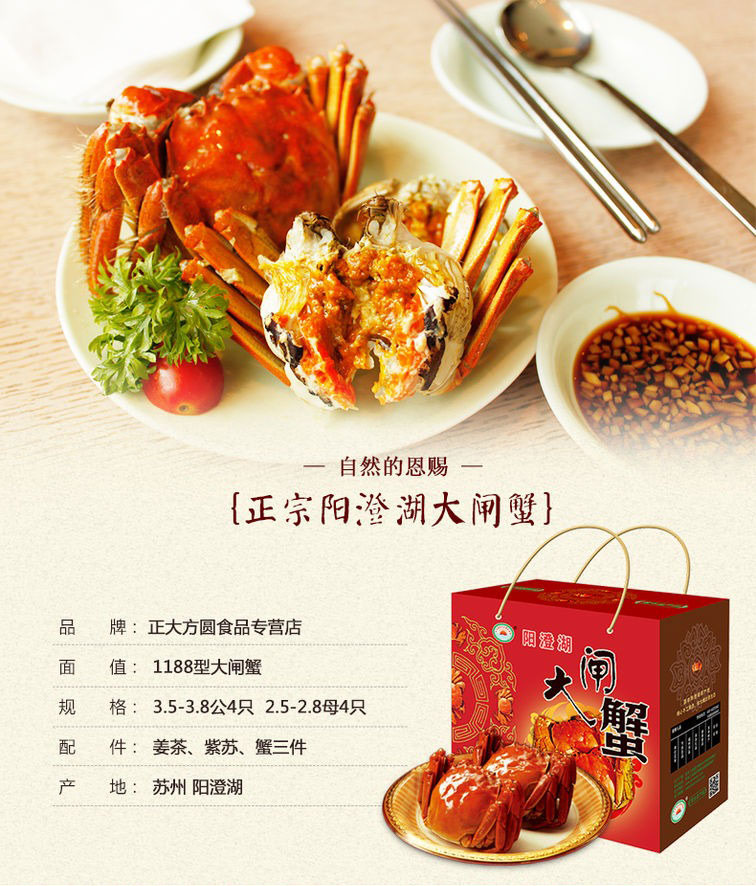 — 自然的恩赐 —
{正宗阳澄湖大闸蟹}
品 牌：正大方圆食品专营店
面 值：1188型大闸蟹
规 格：3.5-3.8公4只 2.5-2.8母4只
配 件：姜茶、紫苏、蟹三件
产 地：苏州 阳澄湖
阳澄湖
大闸蟹